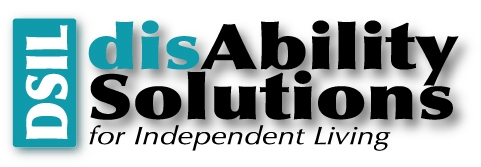 DSIL
disAbility
Solutions
for Independent Living